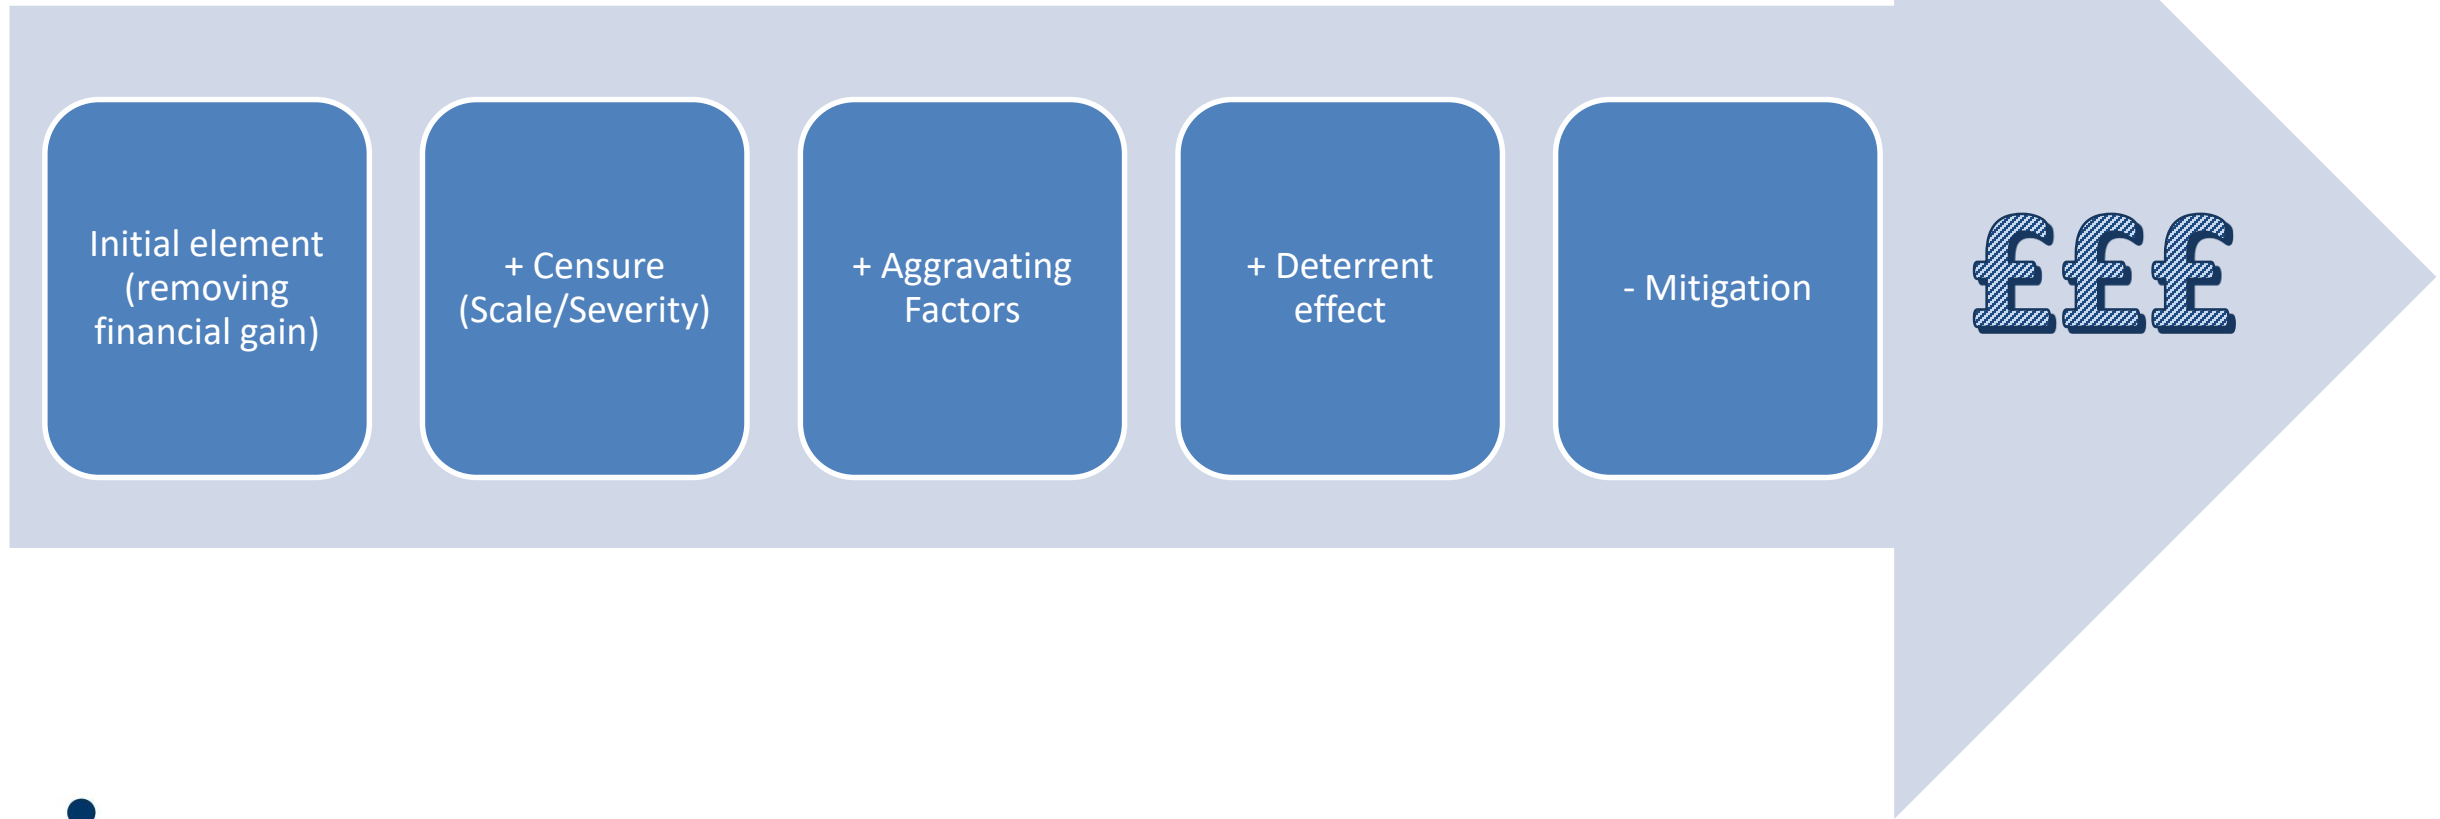 Initial element
(removing
financial gain)
+ Censure
(Scale/Severity)
+ Aggravating
Factors
+ Deterrent
effect
- Mitigation
£££